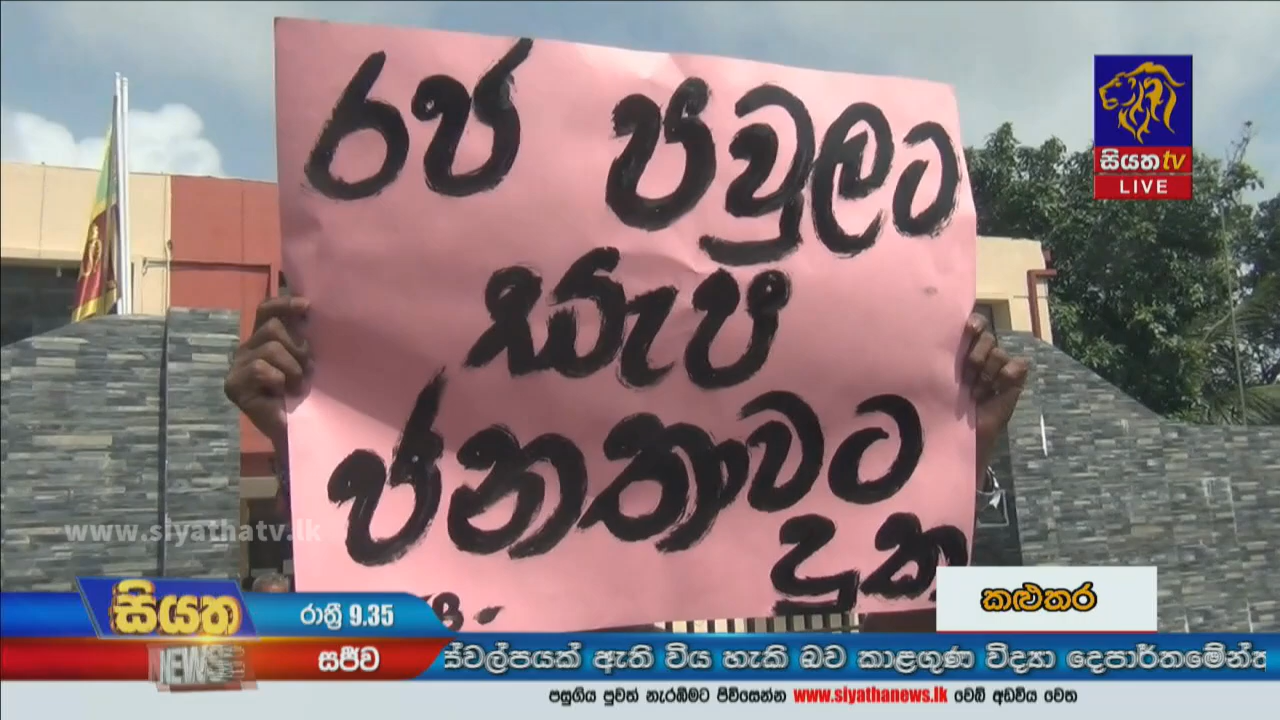 රජ පවුලට
සැප
ජනතාවට
දුක
සියත tv
LIVE
www.siyathatv.lk
සියත
NEWS
රාත්‍රී 9.35
සජීව
කළුතර
ස්වල්පයක් ඇති විය හැකි බව කාළගුණ විද්‍යා දෙපාර්තමේන්තු
පසුගිය පුවත් නැරඹීමට පිවිසෙන්න www.siyathanews.lk වෙබ් අඩවිය වෙත